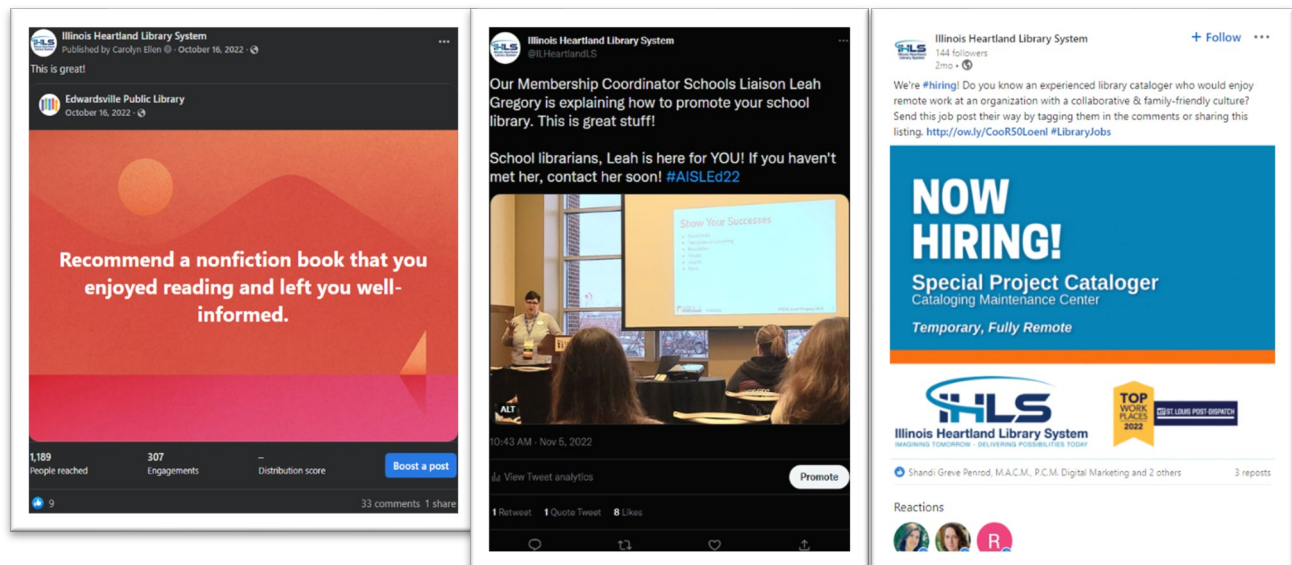 Illinois Heartland Library System
Published by Carolyn Ellen · October 16, 2022 ·
This is great!
Edwardsville Public Library
October 16, 2022 ·
Recommend a nonfiction book that you
enjoyed reading and left you well-
informed.
1,189
People reached
307
Engagements
–
Distribution score
Boost a post
9
33 comments 1 share
IHLS
Illinois Heartland Library System
@ILHeartlandLS
Our Membership Coordinator Schools Liaison Leah
Gregory is explaining how to promote your school
library. This is great stuff!
School librarians, Leah is here for YOU! If you haven't
met her, contact her soon! #AISLEd22
Show Your Successes
ALT
10:43 AM · Nov 5, 2022
View Tweet analytics
Promote
1 Retweet 1 Quote Tweet 8 Likes
IHLS
Illinois Heartland Library System
+ Follow
144 followers
2mo •
We're #hiring! Do you know an experienced library cataloger who would enjoy
remote work at an organization with a collaborative & family-friendly culture?
Send this job post their way by tagging them in the comments or sharing this
listing. http://ow.ly/CooR50LoenI #LibraryJobs
NOW
HIRING!
Special Project Cataloger
Cataloging Maintenance Center
Temporary, Fully Remote
IHLS
Illinois Heartland Library System
IMAGINING TOMORROW - DELIVERING POSSIBILITIES TODAY
TOP
WORK
PLACES
2022
ST. LOUIS POST-DISPATCH
Shandi Greve Penrod, M.A.C.M., P.C.M. Digital Marketing and 2 others
3 reposts
Reactions
R